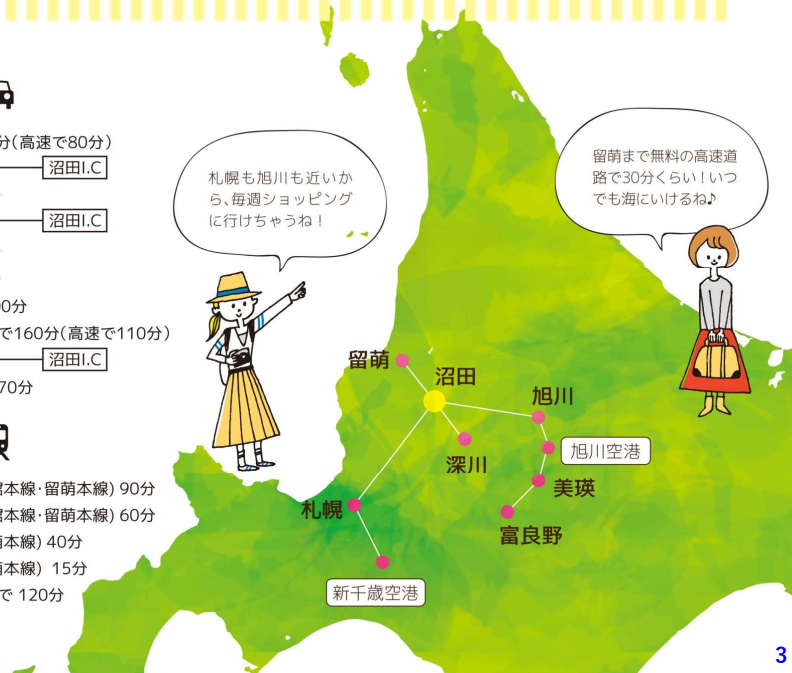 分(高速で80分)
沼田I.C
沼田I.C
00分
で160分(高速で110分)
沼田I.C
70分
本線・留萌本線) 90分
本線・留萌本線) 60分
本線) 40分
本線) 15分
で 120分
札幌も旭川も近いか
ら、毎週ショッピング
に行けちゃうね!
留萌まで無料の高速道
路で30分くらい!いつ
でも海にいけるね♪
留萌
沼田
旭川
旭川空港
深川
美瑛
札幌
富良野
新千歳空港
3